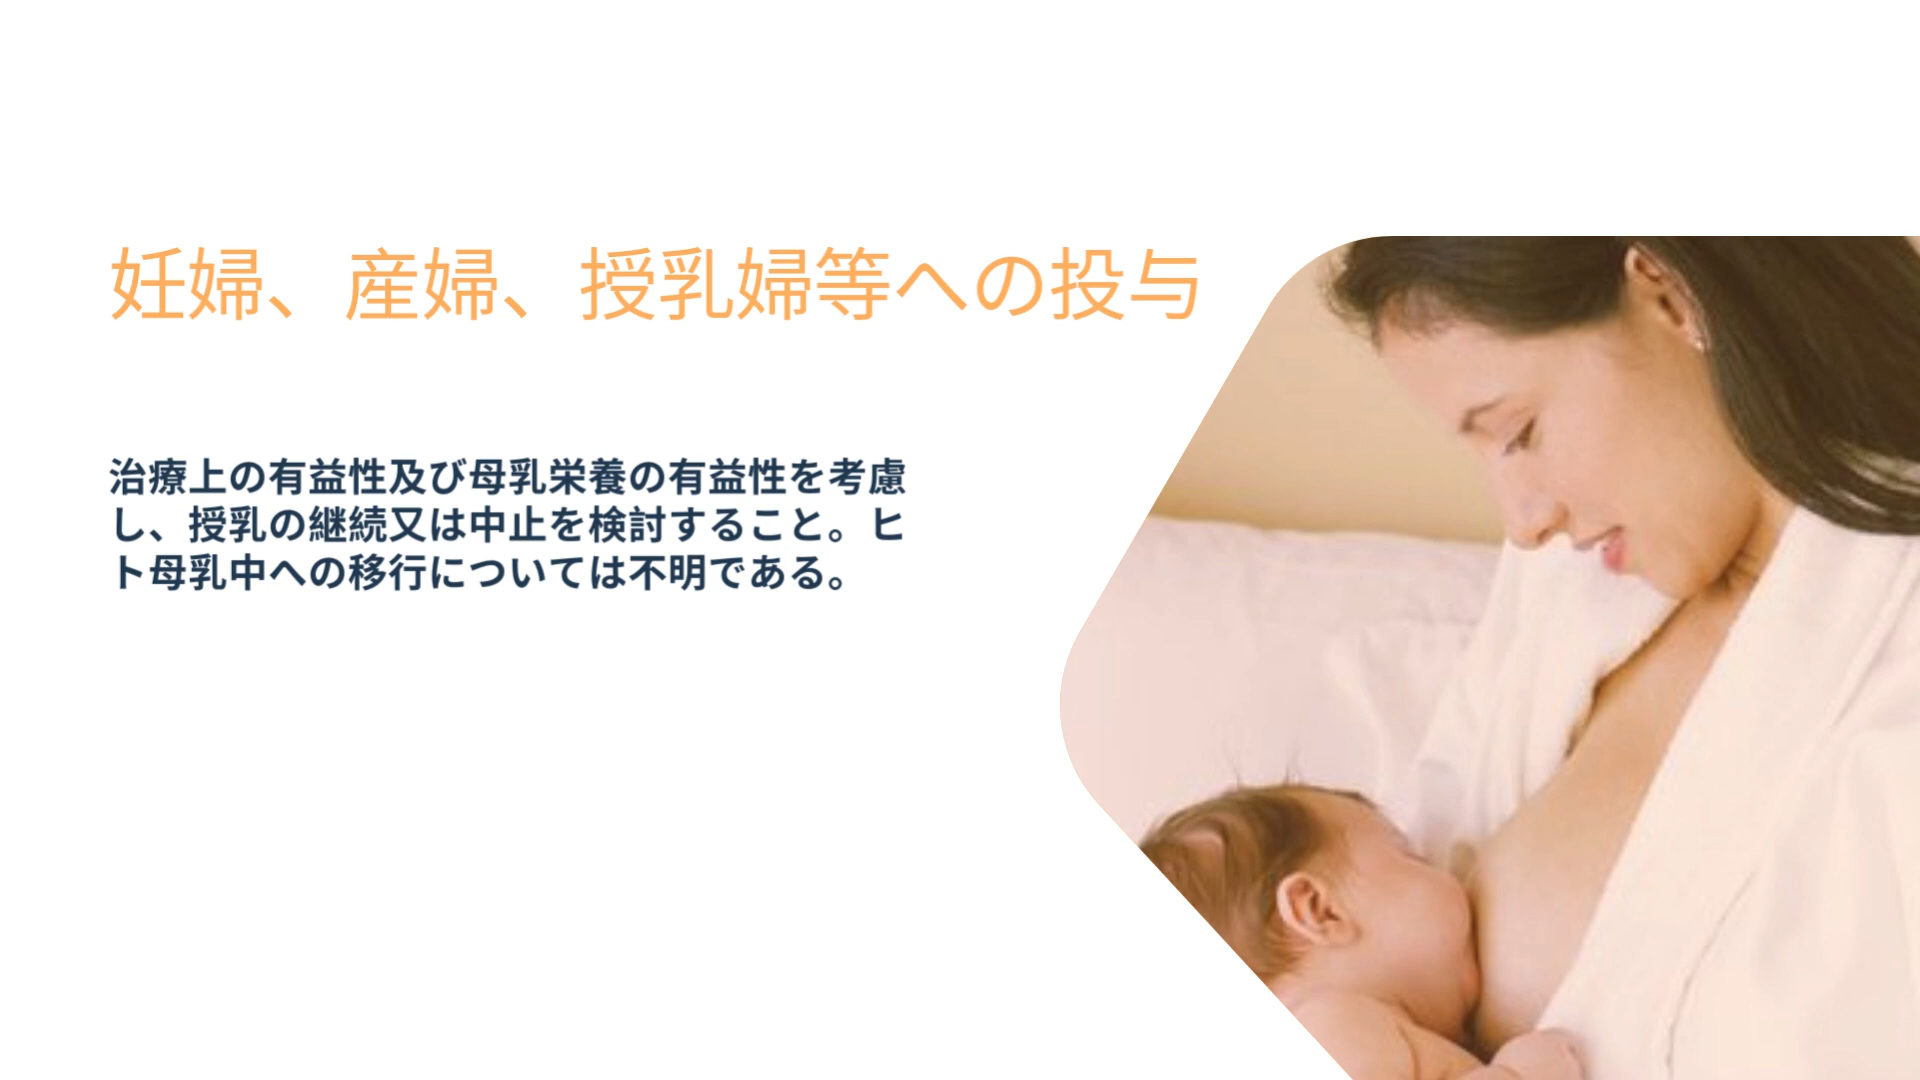 妊婦、産婦、授乳婦等への投与
治療上の有益性及び母乳栄養の有益性を考慮
し、授乳の継続又は中止を検討すること。ヒ
ト母乳中への移行については不明である。